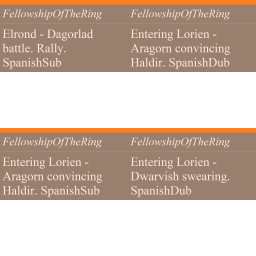 FellowshipOfTheRing
Elrond - Dagorlad
battle. Rally.
SpanishSub
FellowshipOfTheRing
Entering Lorien -
Aragorn convincing
Haldir. SpanishDub
FellowshipOfTheRing
Entering Lorien -
Aragorn convincing
Haldir. SpanishSub
FellowshipOfTheRing
Entering Lorien -
Dwarvish swearing.
SpanishDub